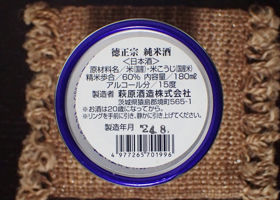 徳正宗 純米酒
<日本酒>
原材料名／米(国産)・米こうじ(国産米)
精米歩合／60% 内容量／180㎖
アルコール分／15度
製造者 萩原酒造株式会社
茨城県猿島郡境町565-1
※お酒は20歳になってから。
※リングを手前に引き、静かに引き上げてください。
製造年月 24.8.
4977265701996